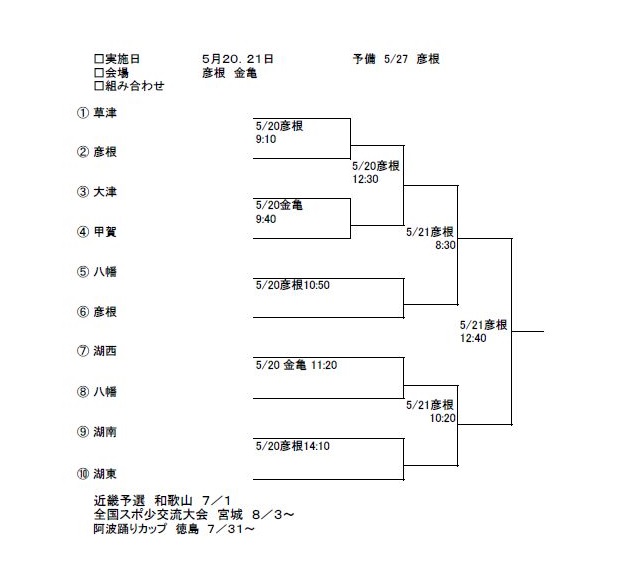 □実施日 ５月２０．２１日 予備 5/27 彦根
□会場 彦根 金亀
□組み合わせ
① 草津
5/20彦根
9:10
② 彦根
5/20彦根
12:30
③ 大津
5/20金亀
9:40
④ 甲賀
5/21彦根
8:30
⑤ 八幡
5/20彦根10:50
⑥ 彦根
5/21彦根
12:40
⑦ 湖西
5/20 金亀 11:20
⑧ 八幡
5/21彦根
10:20
⑨ 湖南
5/20彦根14:10
⑩ 湖東
近畿予選 和歌山 ７／１
全国スポ少交流大会 宮城 ８／３～
阿波踊りカップ 徳島 ７／３１～